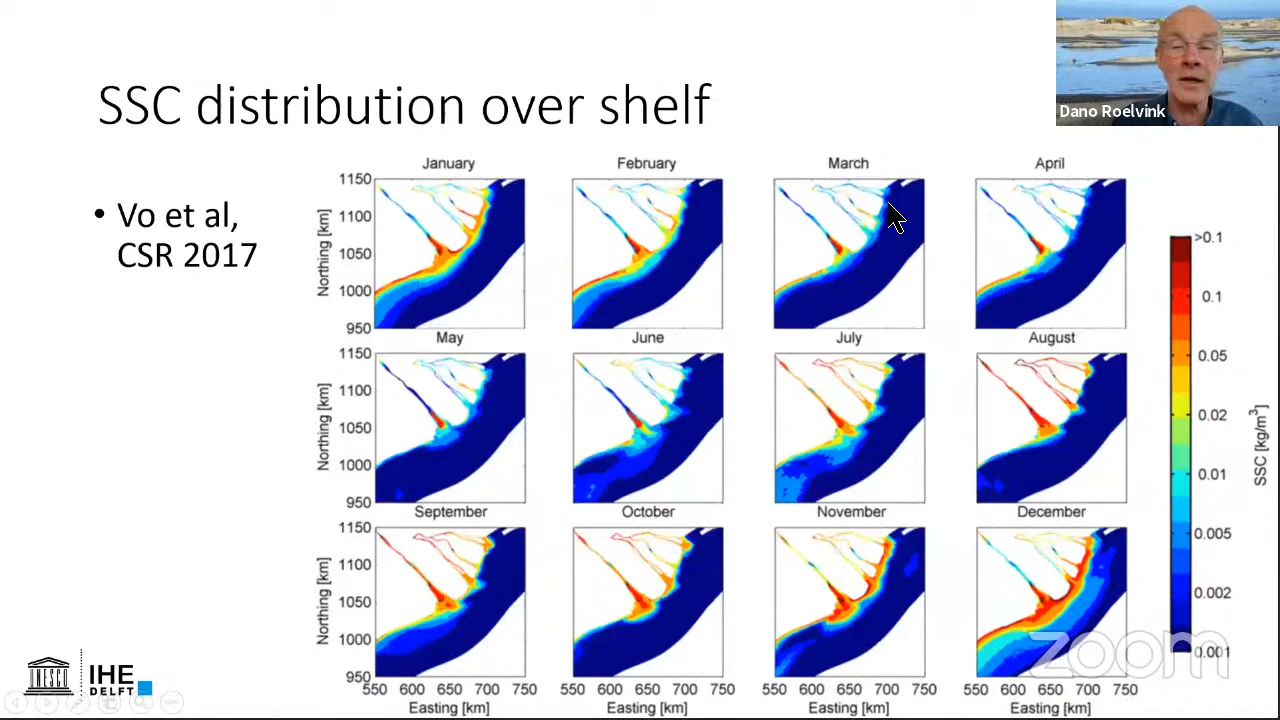 Dano Roelvink
SSC distribution over shelf
• Vo et al,
CSR 2017
January February March April
1150
1100
1050
1000
950
Northing [km]
May June July August
1150
1100
1050
1000
950
Northing [km]
September October November December
1150
1100
1050
1000
950
Northing [km]
550 600 650 700 750 550 600 650 700 750 550 600 650 700 750 550 600 650 700 750
Easting [km] Easting [km] Easting [km] Easting [km]
>0.1
0.1
0.05
0.02
0.01
0.005
0.002
0.001
SSC [kg/m³]
zoom
UNESCO
IHE
DELFT